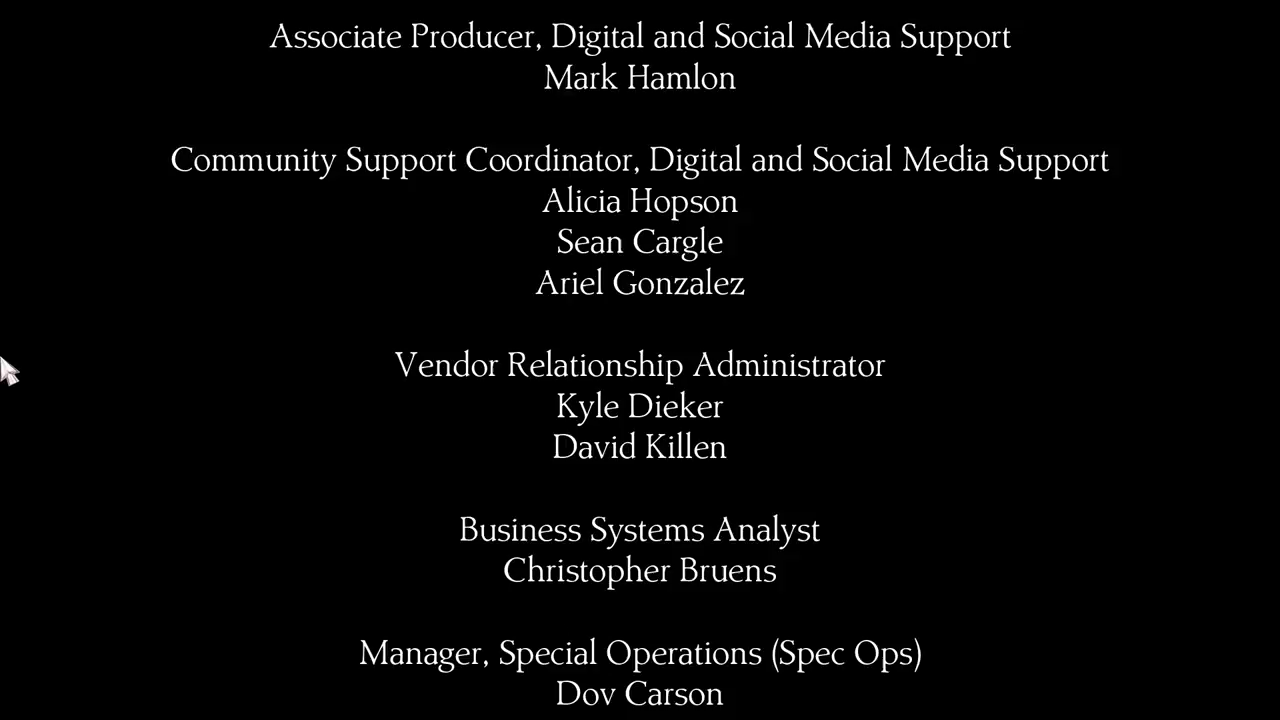 Associate Producer, Digital and Social Media Support
Mark Hamlon
Community Support Coordinator, Digital and Social Media Support
Alicia Hopson
Sean Cargle
Ariel Gonzalez
Vendor Relationship Administrator
Kyle Dieker
David Killen
Business Systems Analyst
Christopher Bruens
Manager, Special Operations (Spec Ops)
Dov Carson